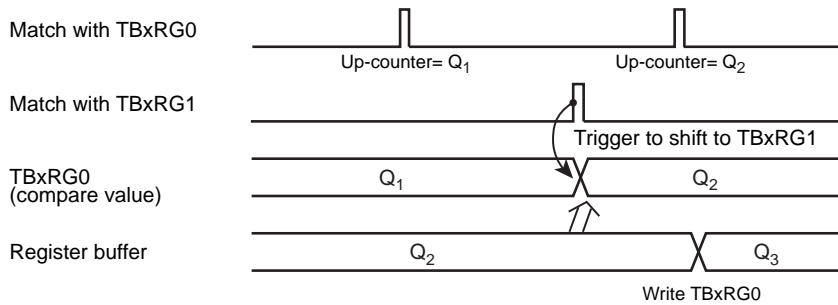 Match with TBxRG0
Up-counter= Q1
Up-counter= Q2
Match with TBxRG1
Trigger to shift to TBxRG1
TBxRG0
(compare value)
Q1
Q2
Register buffer
Q2
Q3
Write TBxRG0